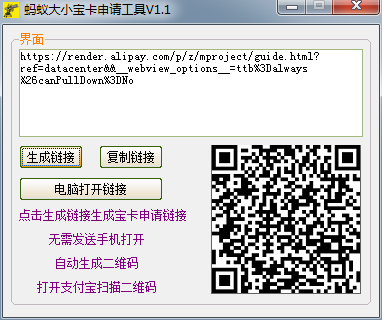 蚂蚁大小宝卡申请工具V1.1
界面
https://render.alipay.com/p/z/mproject/guide.html?
ref=datacenter&&__webview_options__=ttb%3Dalways
%26canPullDown%3DNo
生成链接 复制链接
电脑打开链接
点击生成链接生成宝卡申请链接
无需发送手机打开
自动生成二维码
打开支付宝扫描二维码